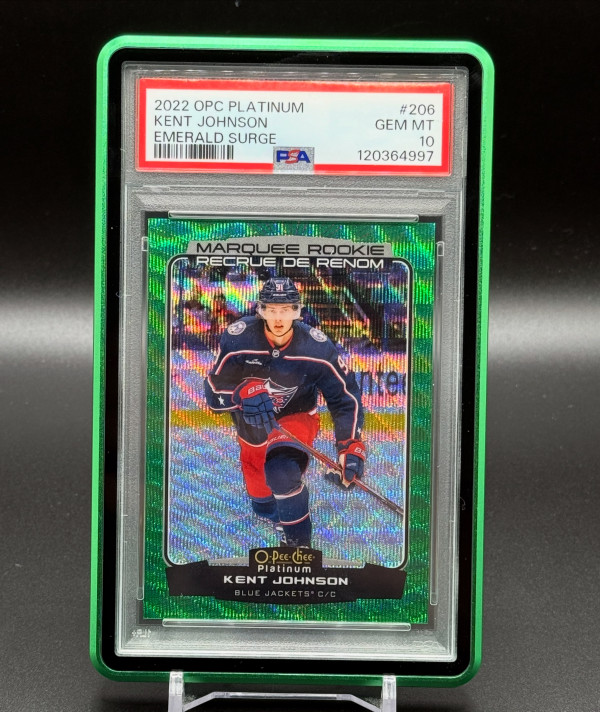 2022 OPC PLATINUM #206
KENT JOHNSON GEM MT
EMERALD SURGE 10
PSA 120364997
MARQUEE ROOKIE
RECRUE DE RENOM
91
O-Pee-Chee
Platinum
KENT JOHNSON
BLUE JACKETS® C/C